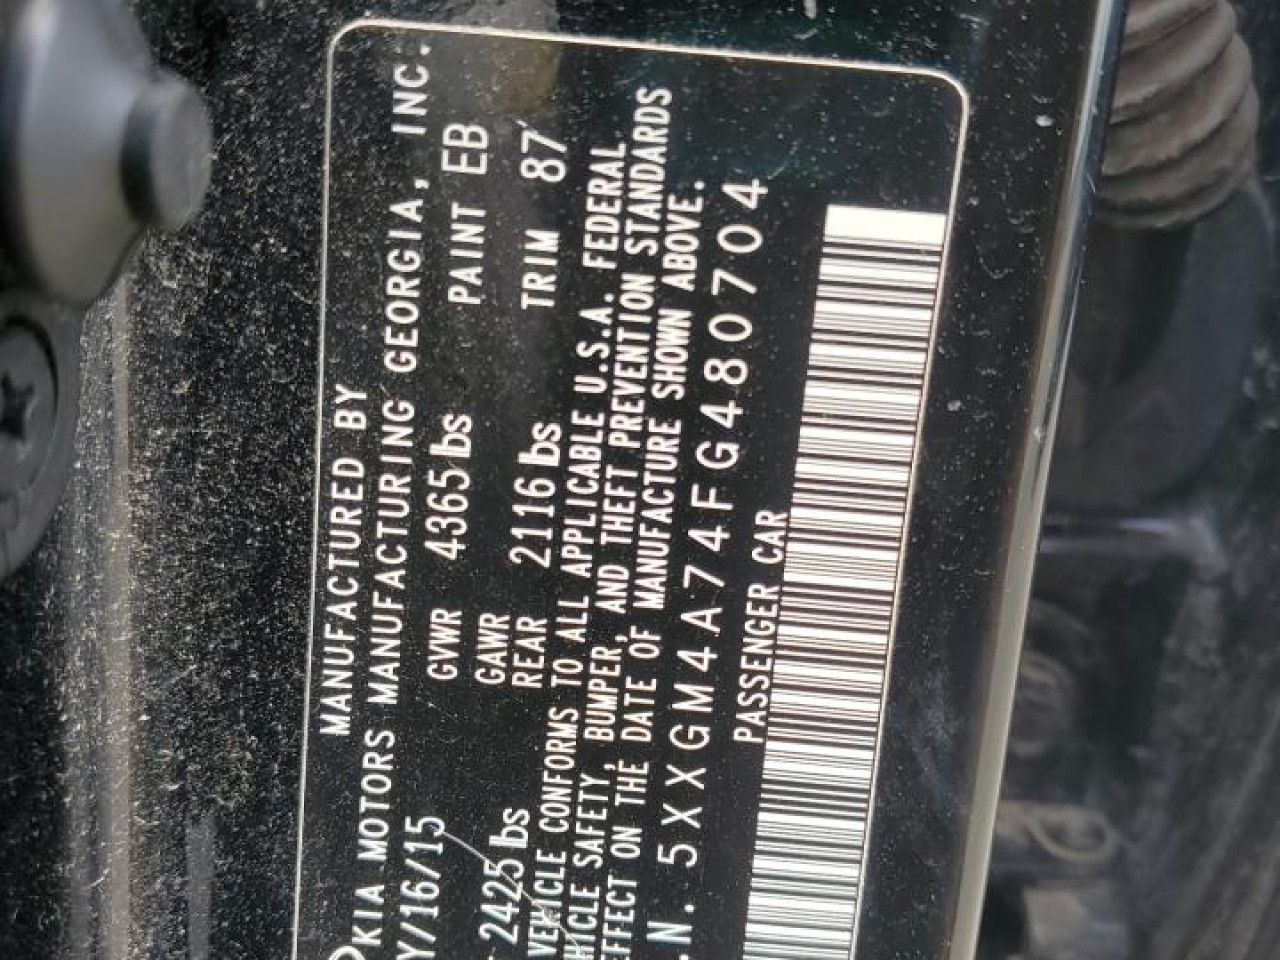 MANUFACTURED BY
KIA MOTORS MANUFACTURING GEORGIA, INC.
Y/16/15 GVWR 4365 lbs PAINT EB
GAWR
2425 lbs REAR 2116 lbs TRIM 87
VEHICLE CONFORMS TO ALL APPLICABLE U.S.A. FEDERAL
HICLE SAFETY, BUMPER, AND THEFT PREVENTION STANDARDS
EFFECT ON THE DATE OF MANUFACTURE SHOWN ABOVE.
.N. 5XXGM4A74FG480704
PASSENGER CAR